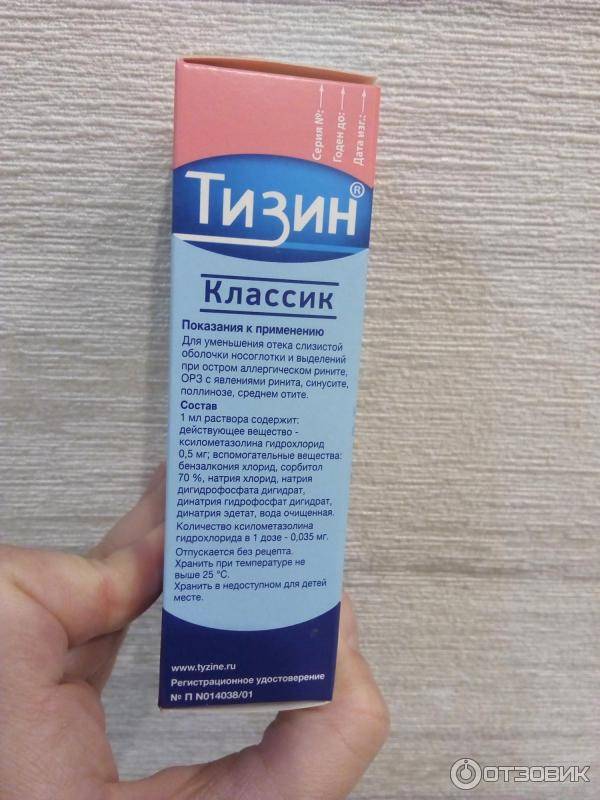 Серия №:
Годен до:
Дата изг.:
Тизин®
Классик
Показания к применению
Для уменьшения отека слизистой
оболочки носоглотки и выделений
при остром аллергическом рините,
ОРЗ с явлениями ринита, синусите,
поллинозе, среднем отите.
Состав
1 мл раствора содержит:
действующее вещество -
ксилометазолина гидрохлорид
0,5 мг; вспомогательные вещества:
бензалкония хлорид, сорбитол
70 %, натрия хлорид, натрия
дигидрофосфата дигидрат,
динатрия гидрофосфат дигидрат,
динатрия эдетат, вода очищенная.
Количество ксилометазолина
гидрохлорида в 1 дозе - 0,035 мг.
Отпускается без рецепта.
Хранить при температуре не
выше 25 °С.
Хранить в недоступном для детей
месте.
www.tyzine.ru
Регистрационное удостоверение
№ П N014038/01
ОТЗОВИК